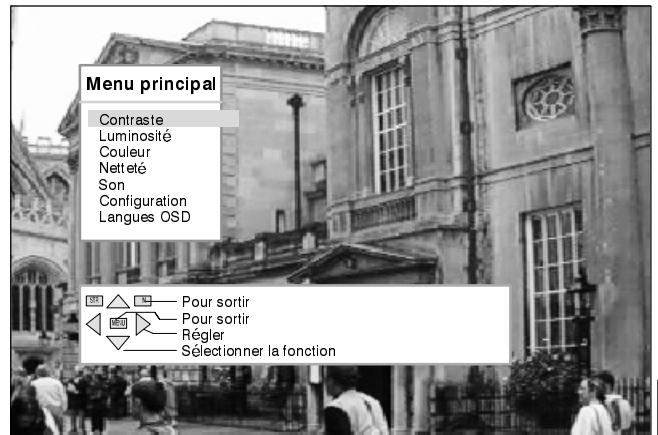 Menu principal
Contraste
Luminosité
Couleur
Netteté
Son
Configuration
Langues OSD
STR
Pour sortir
MENU
Pour sortir
Régler
Sélectionner la fonction